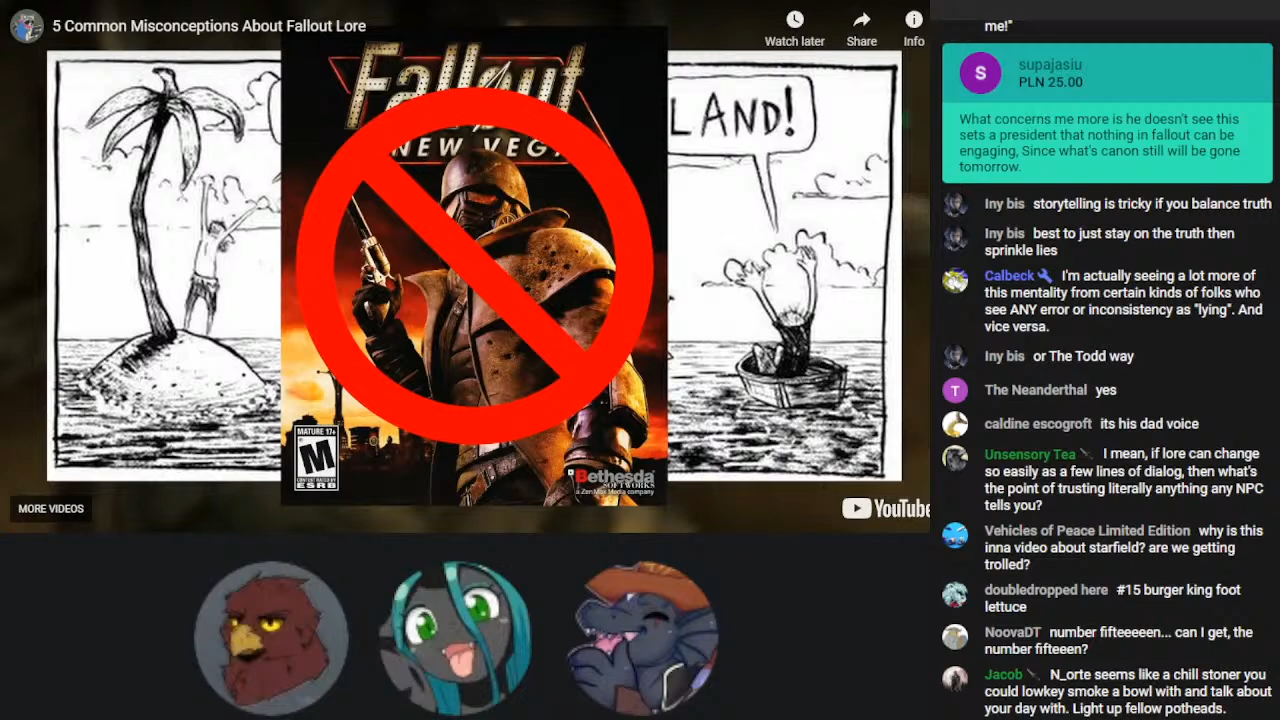 5 Common Misconceptions About Fallout Lore
Watch later
Share
Info
Fallout
NEW VEGA
LAND!
MATURE 17+
M
CONTENT RATED BY
ESRB
Bethesda
SOFTWORKS
a ZeniMax Media company
MORE VIDEOS
YouTube
me!"
S
supajasiu
PLN 25.00
What concerns me more is he doesn't see this
sets a president that nothing in fallout can be
engaging, Since what's canon still will be gone
tomorrow.
Iny bis storytelling is tricky if you balance truth
Iny bis best to just stay on the truth then
sprinkle lies
Calbeck I'm actually seeing a lot more of
this mentality from certain kinds of folks who
see ANY error or inconsistency as "lying". And
vice versa.
Iny bis or The Todd way
T
The Neanderthal yes
caldine escogroft its his dad voice
Unsensory Tea I mean, if lore can change
so easily as a few lines of dialog, then what's
the point of trusting literally anything any NPC
tells you?
Vehicles of Peace Limited Edition why is this
inna video about starfield? are we getting
trolled?
doubledropped here #15 burger king foot
lettuce
NoovaDT number fifteeeeen... can I get, the
number fifteeen?
Jacob N_orte seems like a chill stoner you
could lowkey smoke a bowl with and talk about
your day with. Light up fellow potheads.